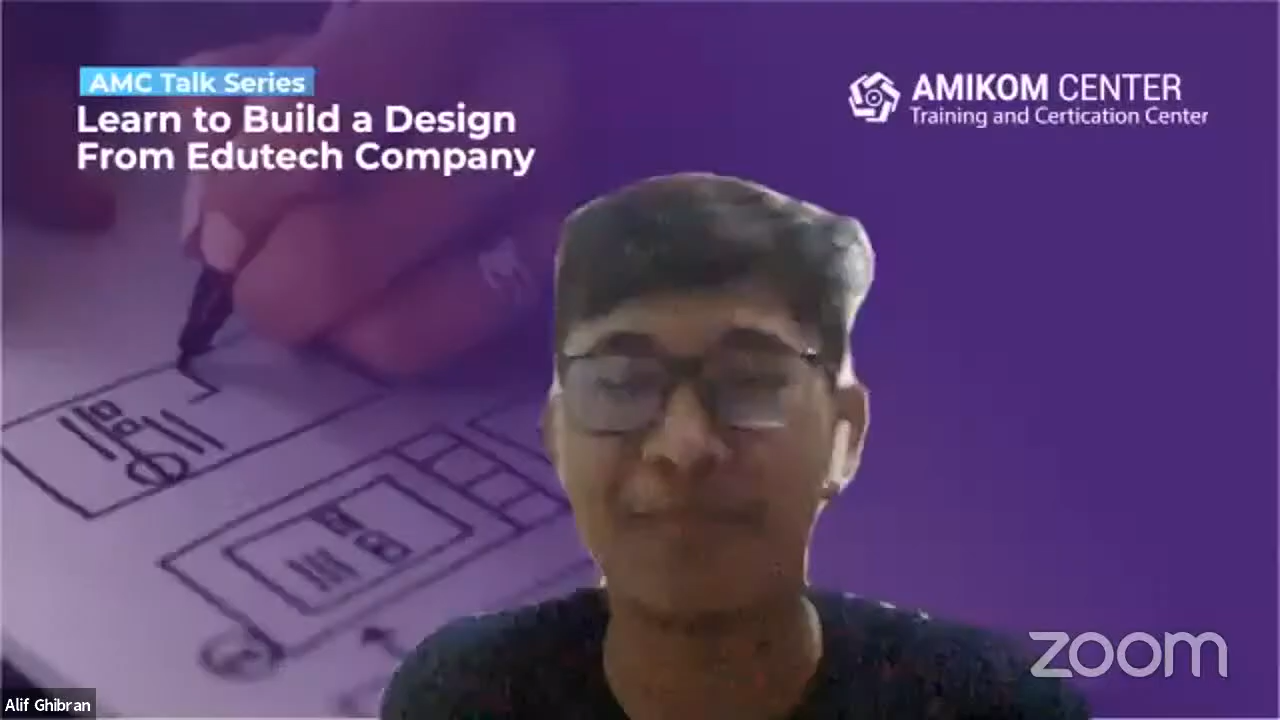 AMC Talk Series
Learn to Build a Design
From Edutech Company
AMIKOM CENTER
Training and Certication Center
zoom
Alif Ghibran